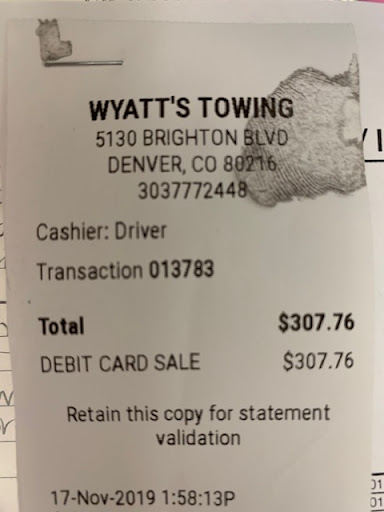 WYATT'S TOWING
5130 BRIGHTON BLVD
DENVER, CO 80216
3037772448
Cashier: Driver
Transaction 013783
Total $307.76
DEBIT CARD SALE $307.76
Retain this copy for statement
validation
17-Nov-2019 1:58:13P